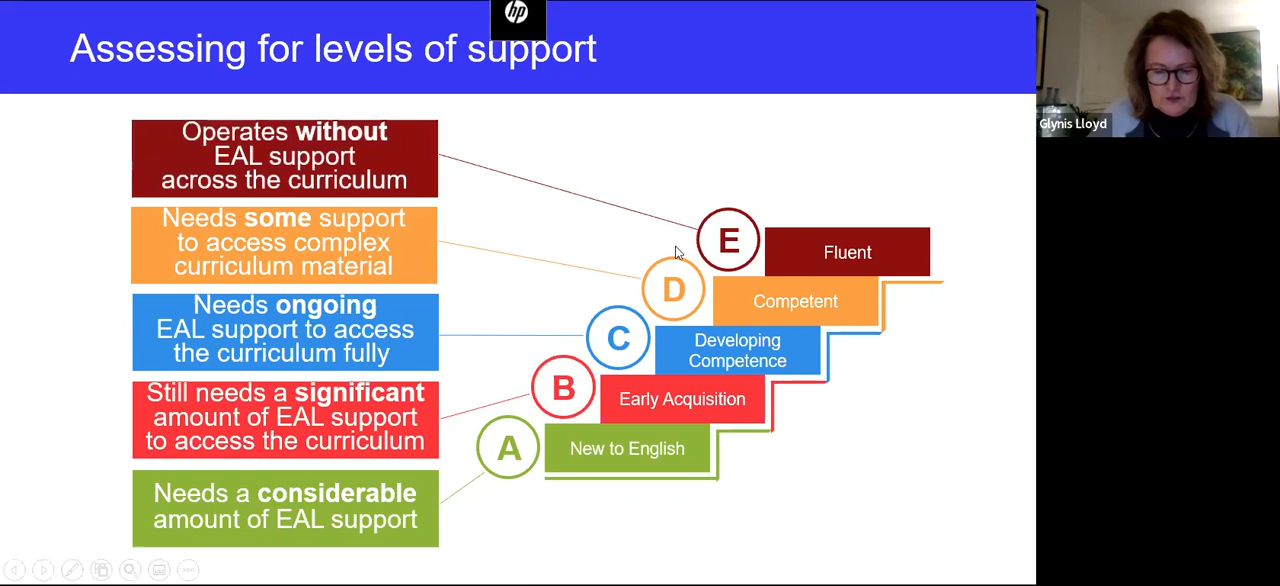 hp
Assessing for levels of support
Operates without
EAL support
across the curriculum
Needs some support
to access complex
curriculum material
Needs ongoing
EAL support to access
the curriculum fully
Still needs a significant
amount of EAL support
to access the curriculum
Needs a considerable
amount of EAL support
E
Fluent
D
Competent
C
Developing
Competence
B
Early Acquisition
A
New to English
Glynis Lloyd